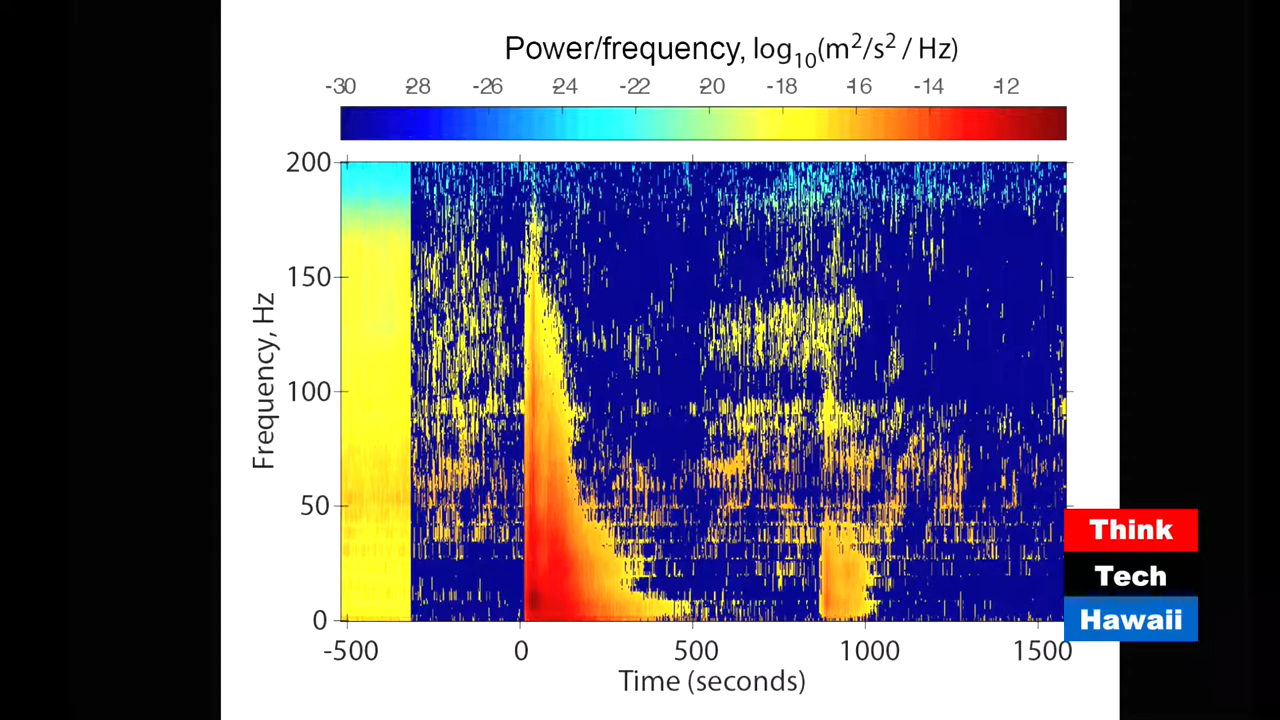 Power/frequency, log10(m2/s2 / Hz)
-30 -28 -26 -24 -22 -20 -18 -16 -14 -12
200
150
100
50
0
Frequency, Hz
-500 0 500 1000 1500
Time (seconds)
Think
Tech
Hawaii